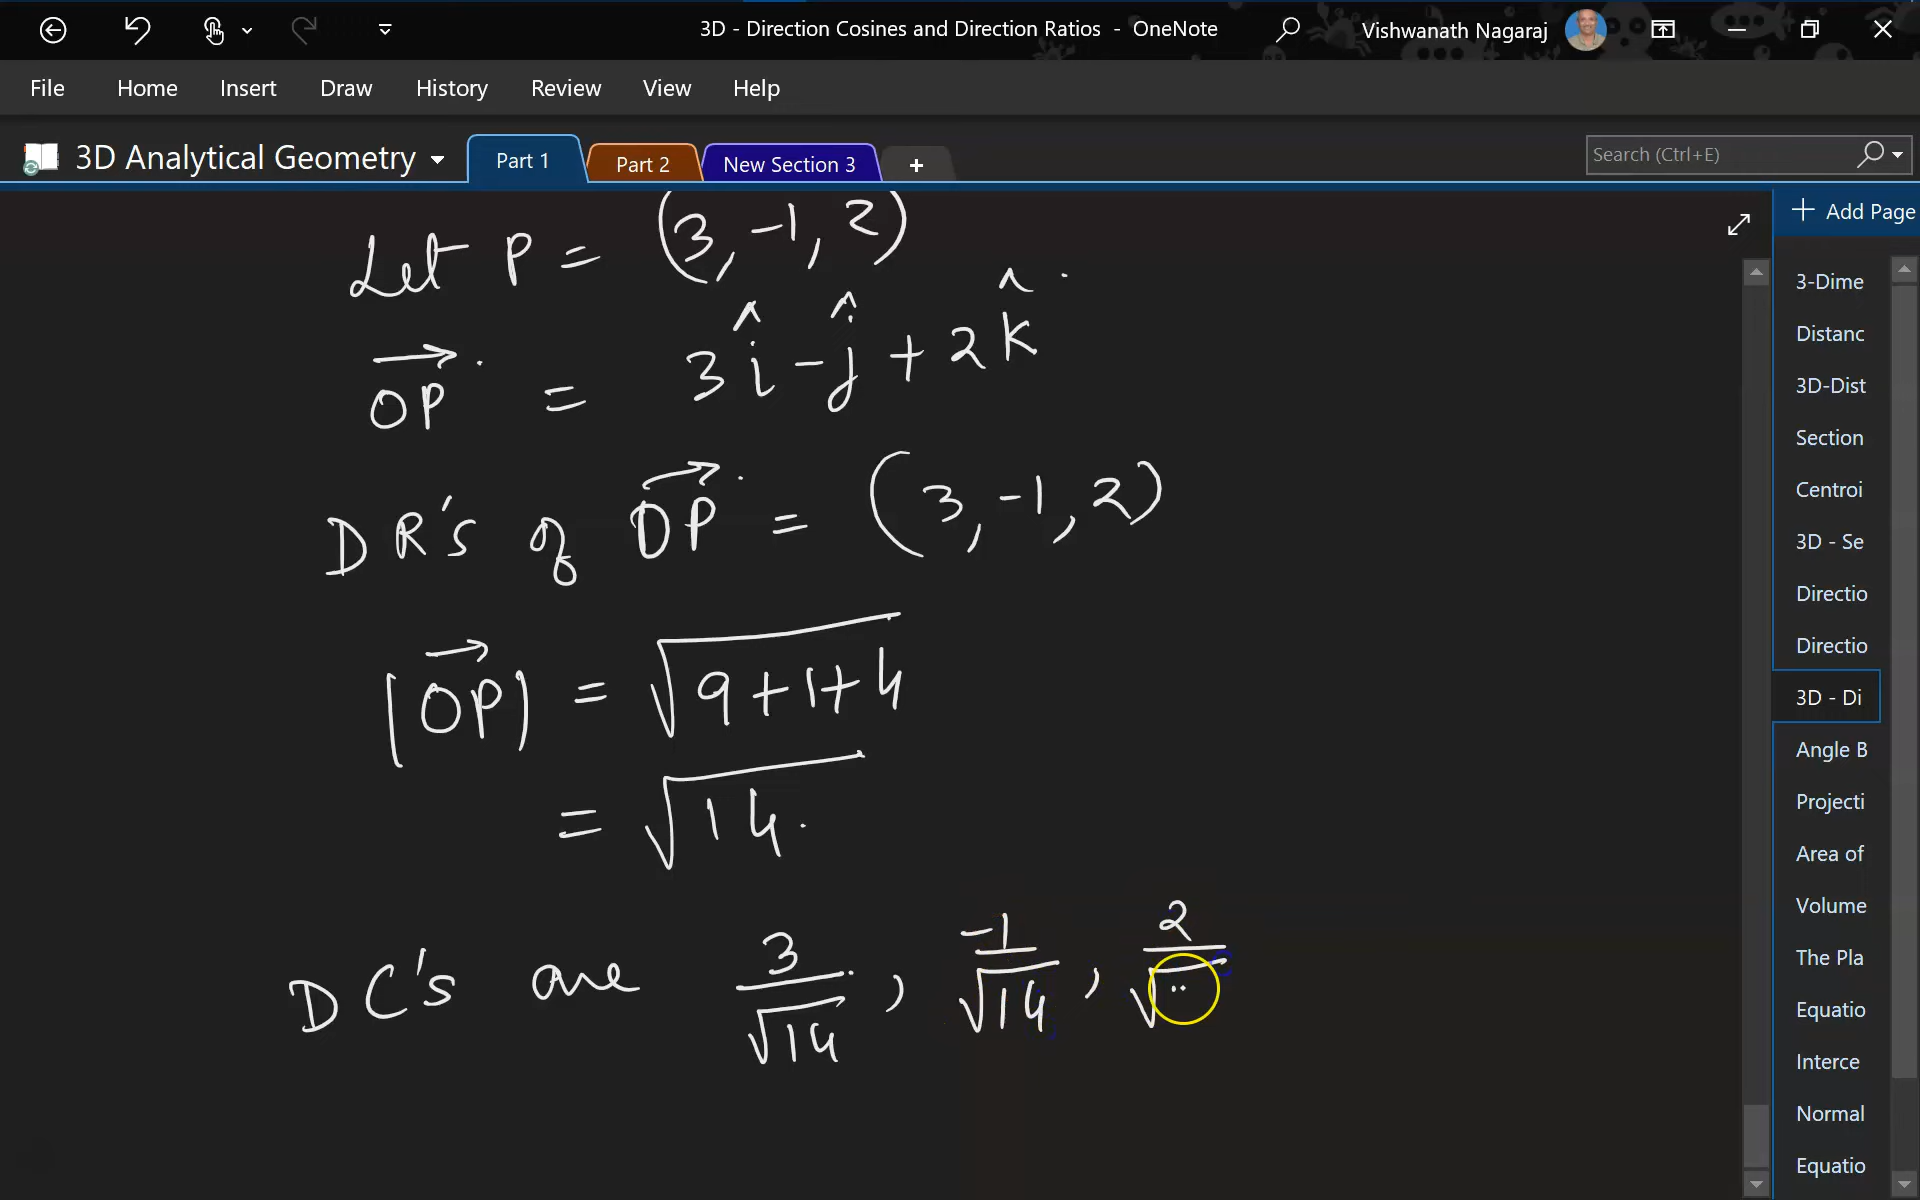 3D - Direction Cosines and Direction Ratios - OneNote
Vishwanath Nagaraj
File Home Insert Draw History Review View Help
3D Analytical Geometry
Part 1
Part 2
New Section 3
+
Search (Ctrl+E)
+ Add Page
Let P = (3, -1, 2)
OP⃗ = 3î - ĵ + 2k̂
DR's of OP⃗ = (3, -1, 2)
|OP⃗| = √9+1+4
= √14.
DC's are 3/√14, -1/√14, 2/√
3-Dime
Distanc
3D-Dist
Section
Centroi
3D - Se
Directio
Directio
3D - Di
Angle B
Projecti
Area of
Volume
The Pla
Equatio
Interce
Normal
Equatio